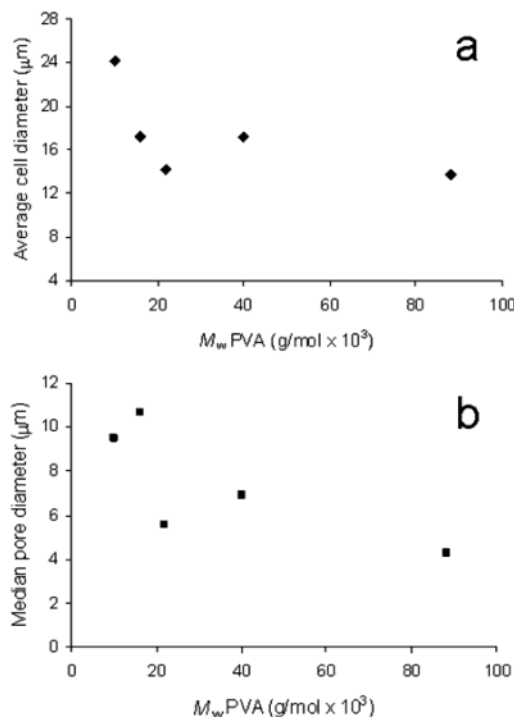 a
Average cell diameter (μm)
28
24
20
16
12
8
4
0 20 40 60 80 100
Mw PVA (g/mol x 10³)
b
Median pore diameter (μm)
12
10
8
6
4
2
0
0 20 40 60 80 100
Mw PVA (g/mol x 10³)